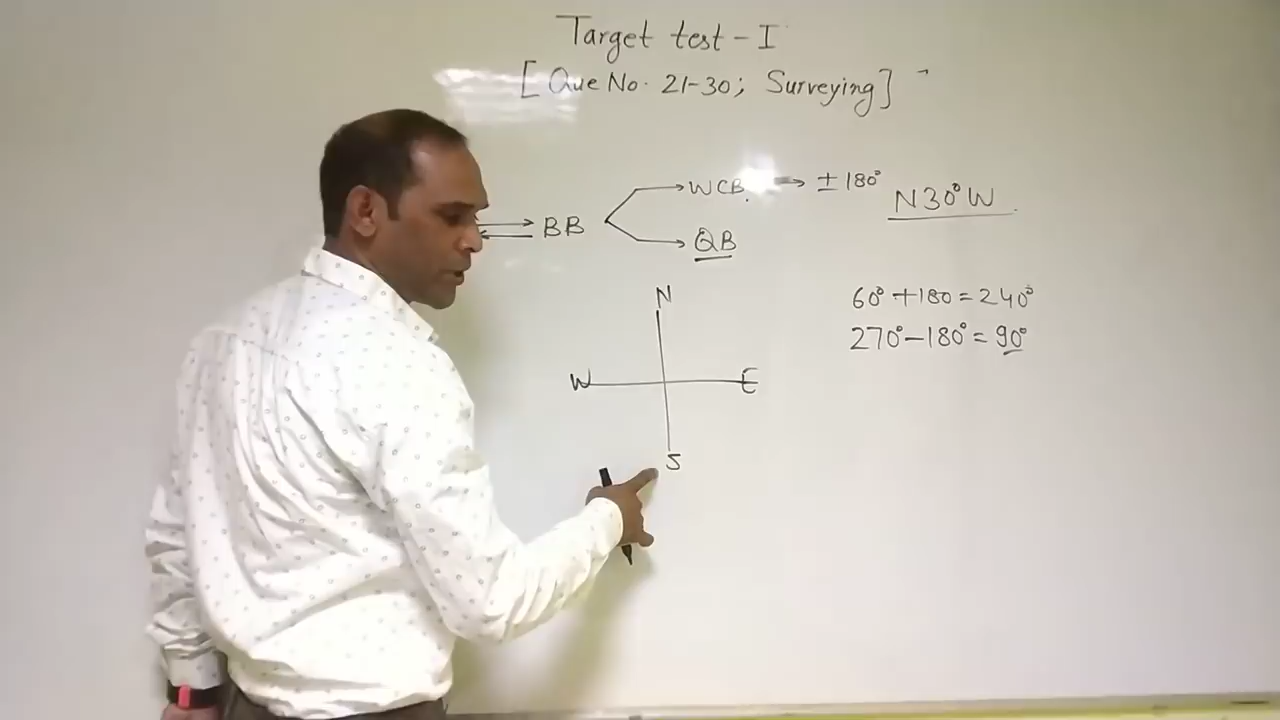 Target test - I
[Que No. 21-30; Surveying]
BB
WCB → ±180°
QB
N30°W
N
W E
S
60° +180 = 240°
270° - 180° = 90°